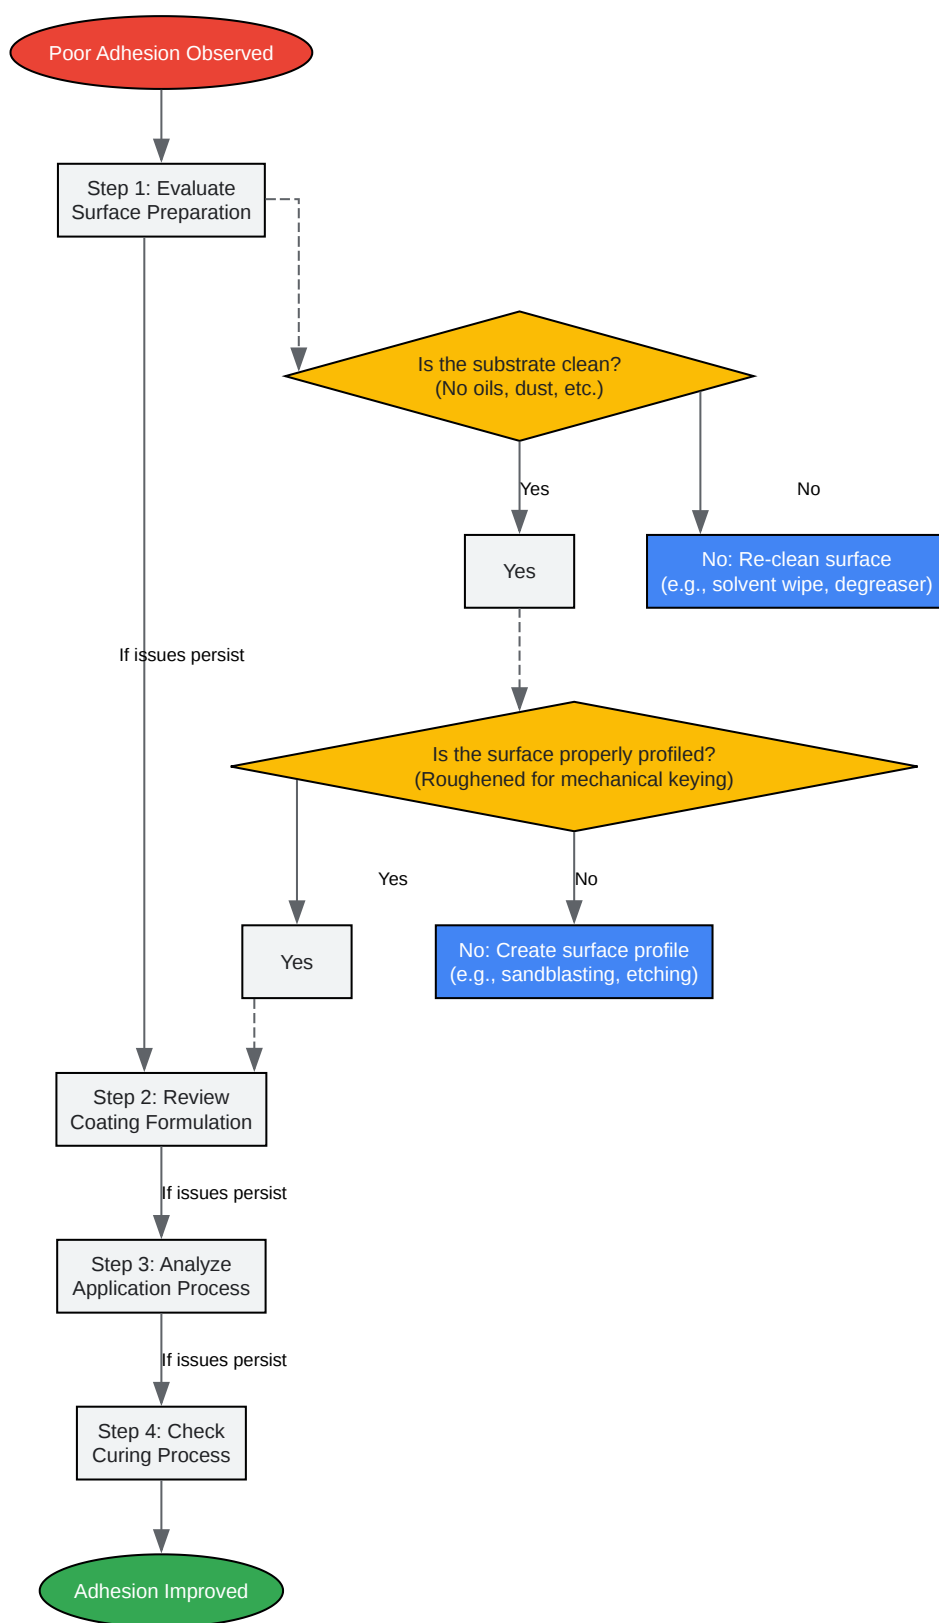 Poor Adhesion Observed
Step 1: Evaluate
Surface Preparation
Is the substrate clean?
(No oils, dust, etc.)
Yes
No
Yes
No: Re-clean surface
(e.g., solvent wipe, degreaser)
If issues persist
Is the surface properly profiled?
(Roughened for mechanical keying)
Yes
No
Yes
No: Create surface profile
(e.g., sandblasting, etching)
Step 2: Review
Coating Formulation
If issues persist
Step 3: Analyze
Application Process
If issues persist
Step 4: Check
Curing Process
Adhesion Improved